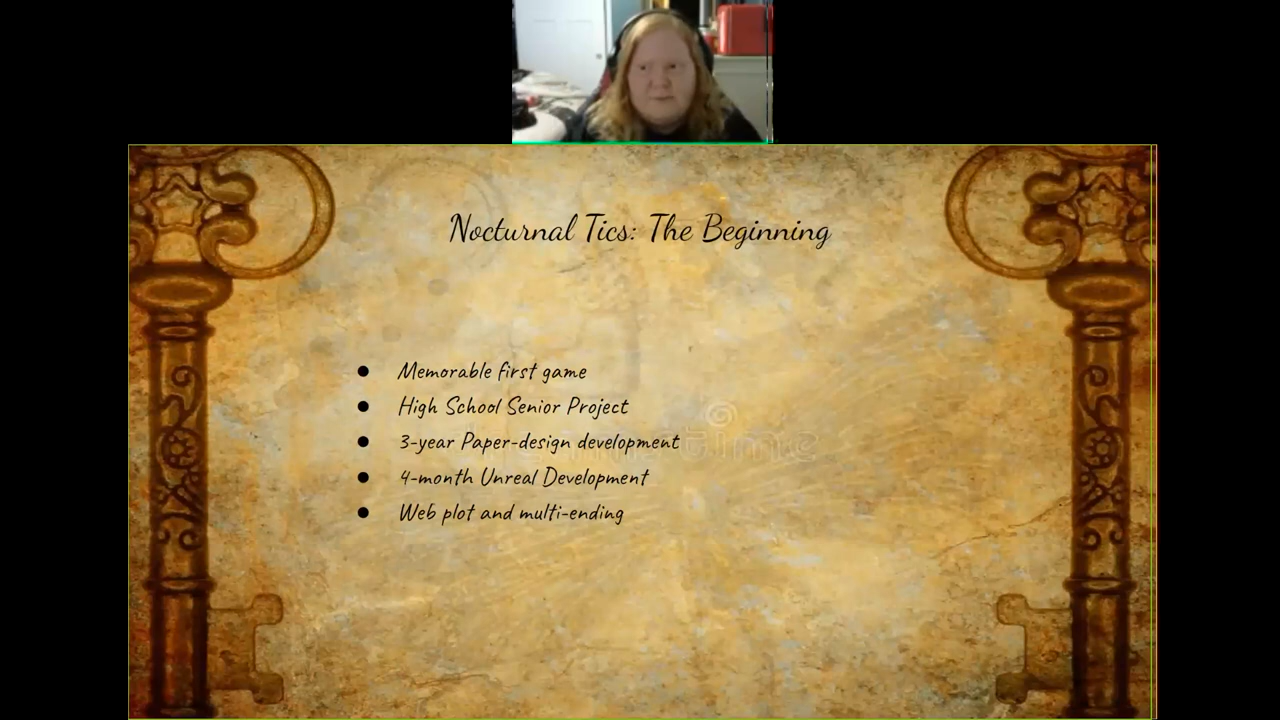 Nocturnal Tics: The Beginning
● Memorable first game
● High School Senior Project
● 3-year Paper-design development
● 4-month Unreal Development
● Web plot and multi-ending